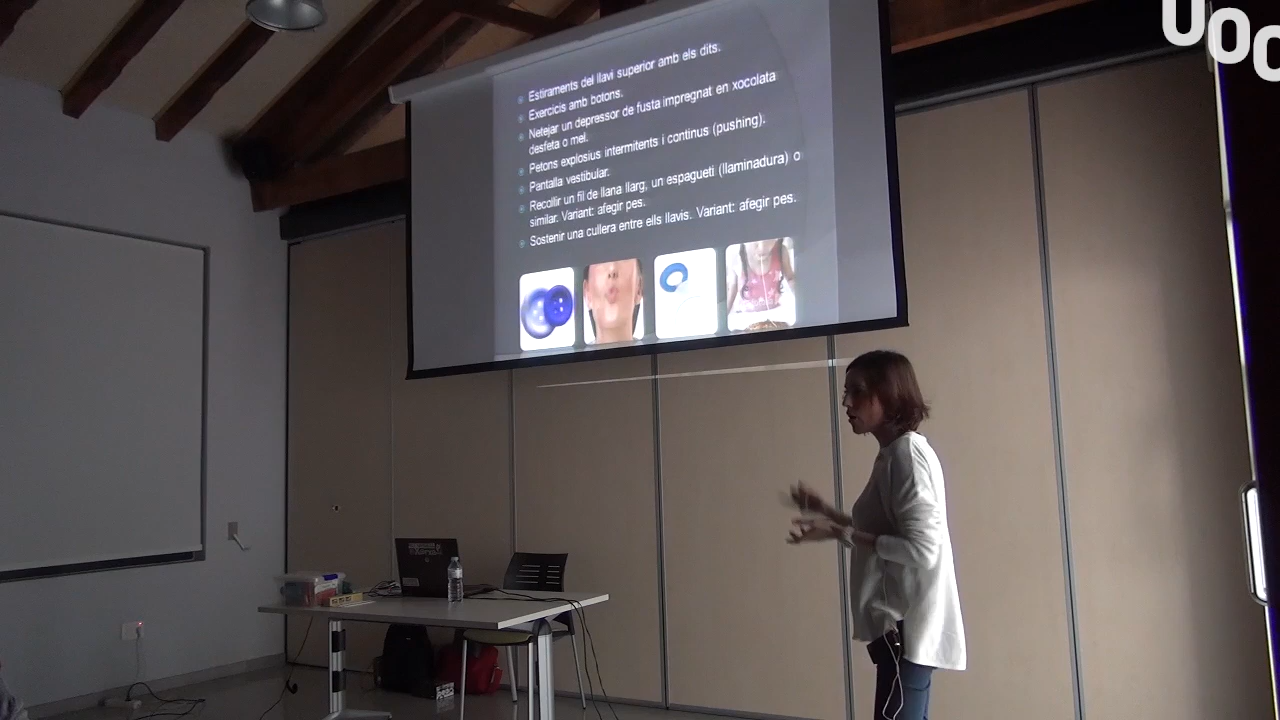 UOC
Estiraments del llavi superior amb els dits.
Exercicis amb botons.
Netejar un depressor de fusta impregnat en xocolata
desfeta o mel.
Petons explosius intermitents i continus (pushing).
Pantalla vestibular.
Recollir un fil de llana llarg, un espagueti (llaminadura) o
similar. Variant: afegir pes.
Sostenir una cullera entre ells llavis. Variant: afegir pes.